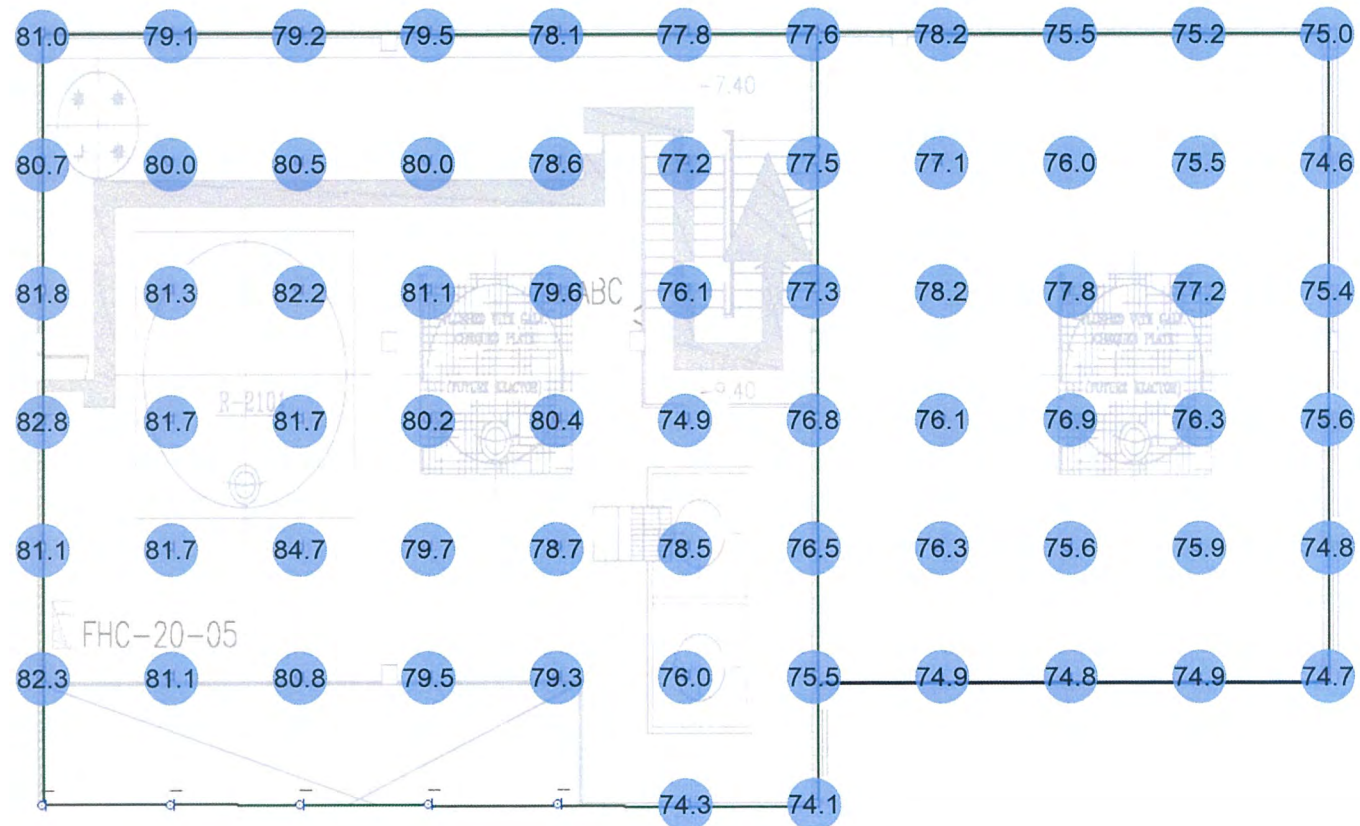 81.0 79.1 79.2 79.5 78.1 77.8 77.6 78.2 75.5 75.2 75.0
-7.40
80.7 80.0 80.5 80.0 78.6 77.2 77.5 77.1 76.0 75.5 74.6
81.8 81.3 82.2 81.1 79.6 ABC 76.1 77.3 78.2 77.8 77.2 75.4
PLATE PLATE
(FUTURE REACTOR) (FUTURE REACTOR)
-9.40
82.8 81.7 81.7 80.2 80.4 74.9 76.8 76.1 76.9 76.3 75.6
81.1 81.7 84.7 79.7 78.7 78.5 76.5 76.3 75.6 75.9 74.8
FHC-20-05
82.3 81.1 80.8 79.5 79.3 76.0 75.5 74.9 74.8 74.9 74.7
74.3 74.1